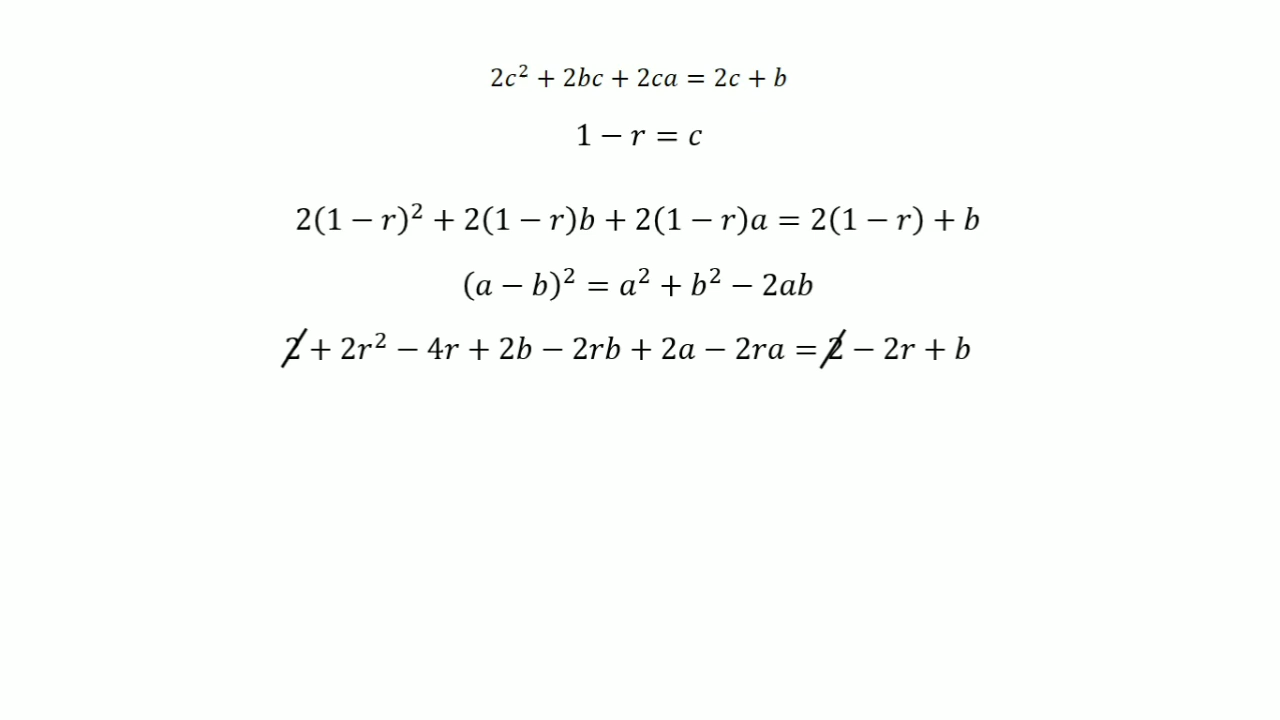 2c² + 2bc + 2ca = 2c + b
1 − r = c
2(1 − r)² + 2(1 − r)b + 2(1 − r)a = 2(1 − r) + b
(a − b)² = a² + b² − 2ab
2 + 2r² − 4r + 2b − 2rb + 2a − 2ra = 2 − 2r + b